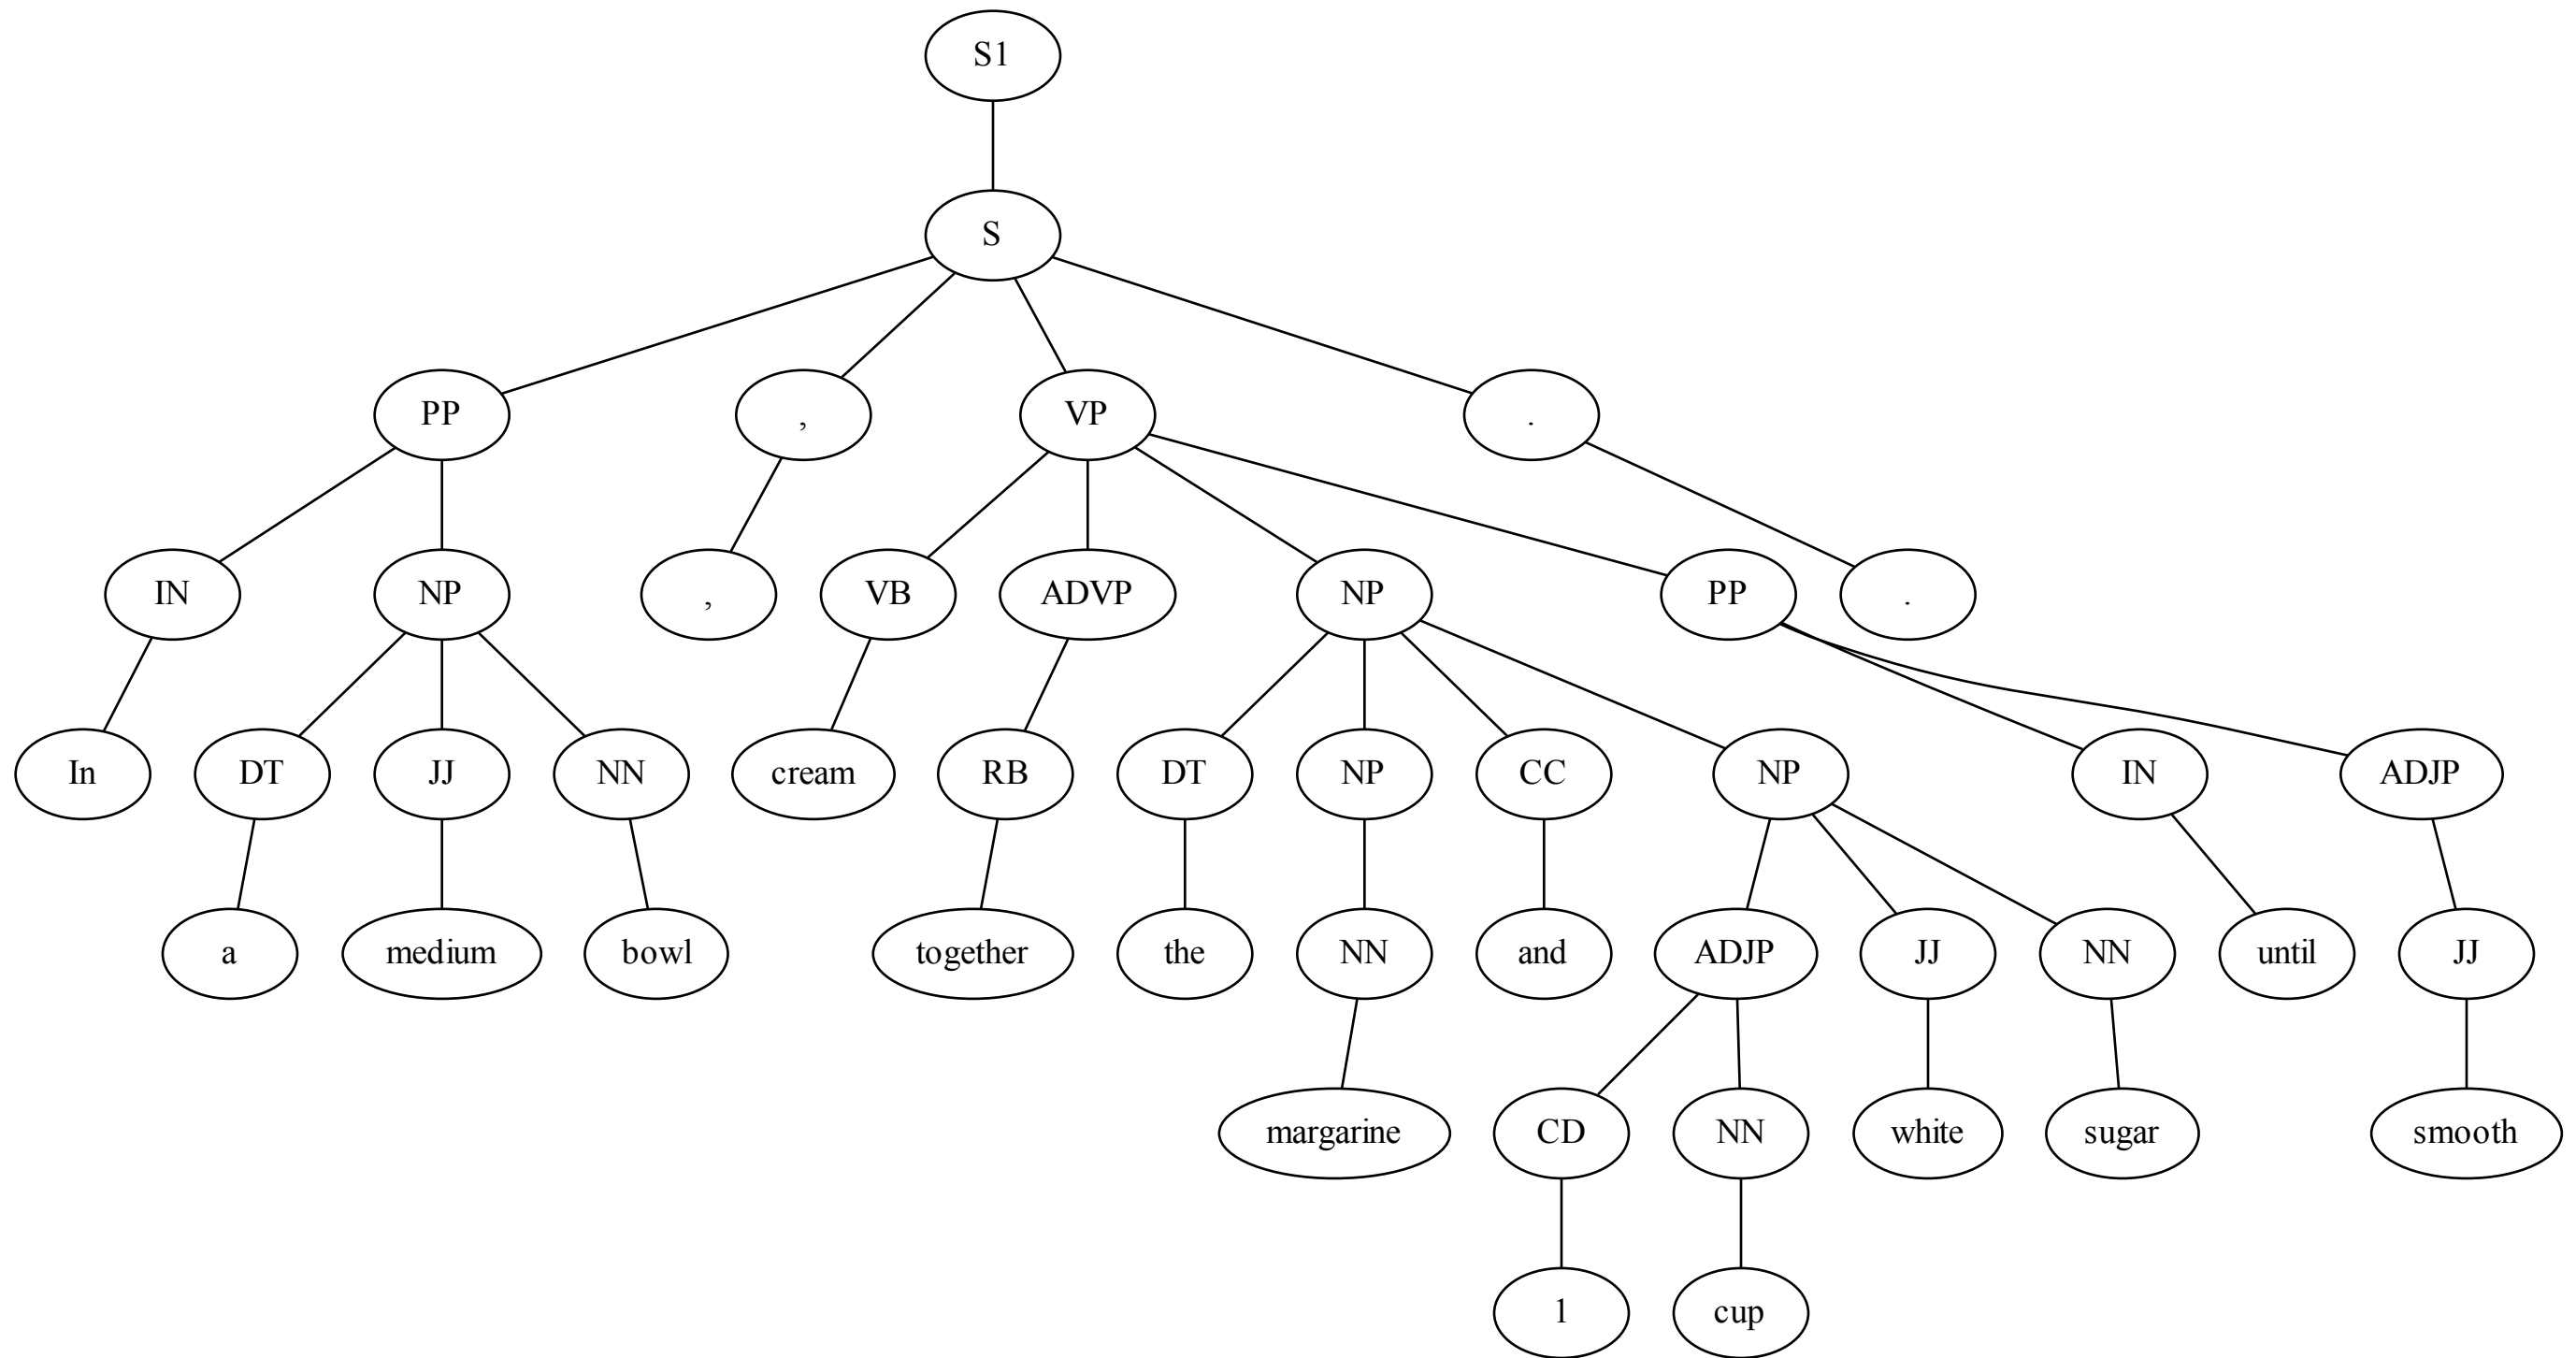 S1
S
PP , VP .
IN NP , VB ADVP NP PP .
In DT JJ NN cream RB DT NP CC NP IN ADJP
a medium bowl together the NN and ADJP JJ NN until JJ
margarine CD NN white sugar smooth
1 cup